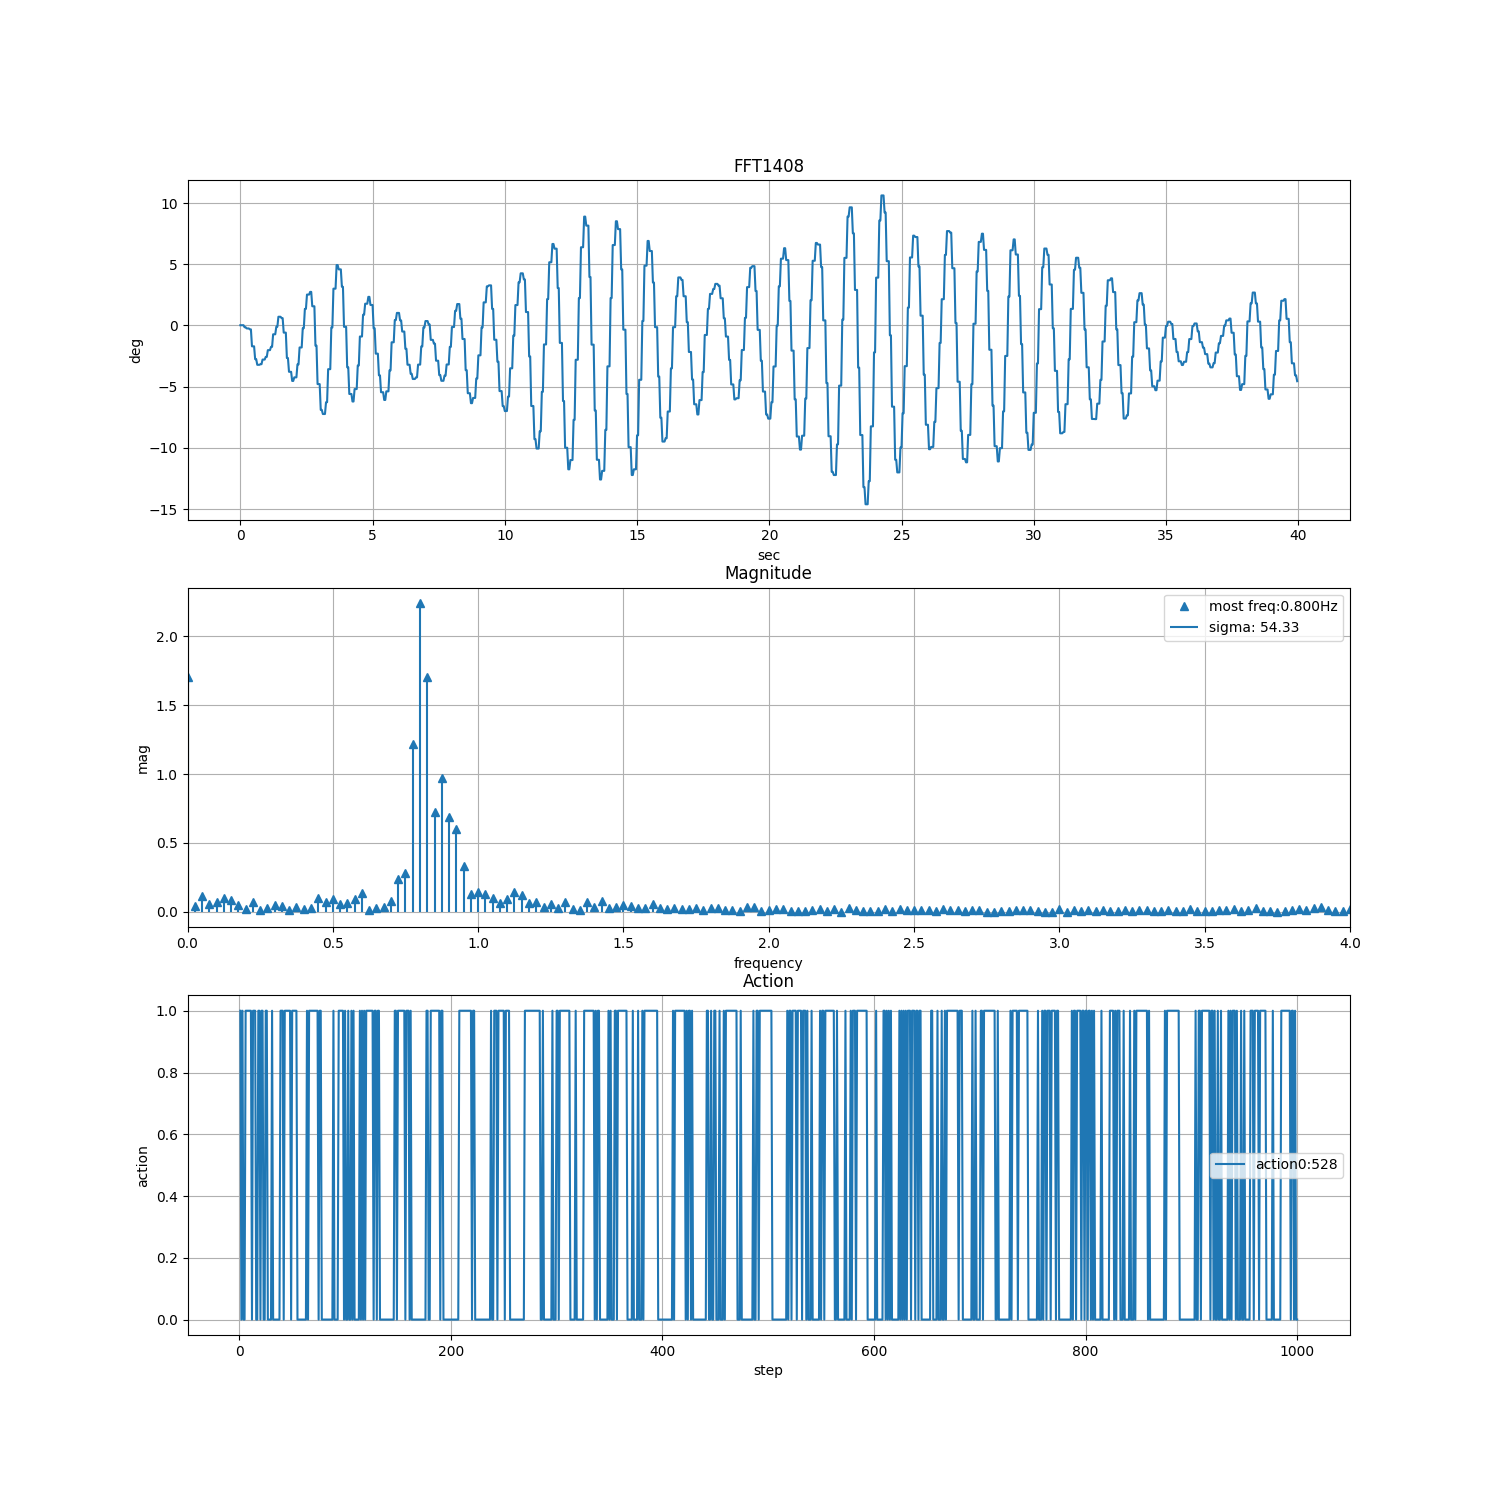 FFT1408
10
5
0
−5
−10
−15
deg
0 5 10 15 20 25 30 35 40
sec
Magnitude
most freq:0.800Hz
sigma: 54.33
2.0
1.5
1.0
0.5
0.0
mag
0.0 0.5 1.0 1.5 2.0 2.5 3.0 3.5 4.0
frequency
Action
1.0
0.8
0.6
0.4
0.2
0.0
action
action0:528
0 200 400 600 800 1000
step